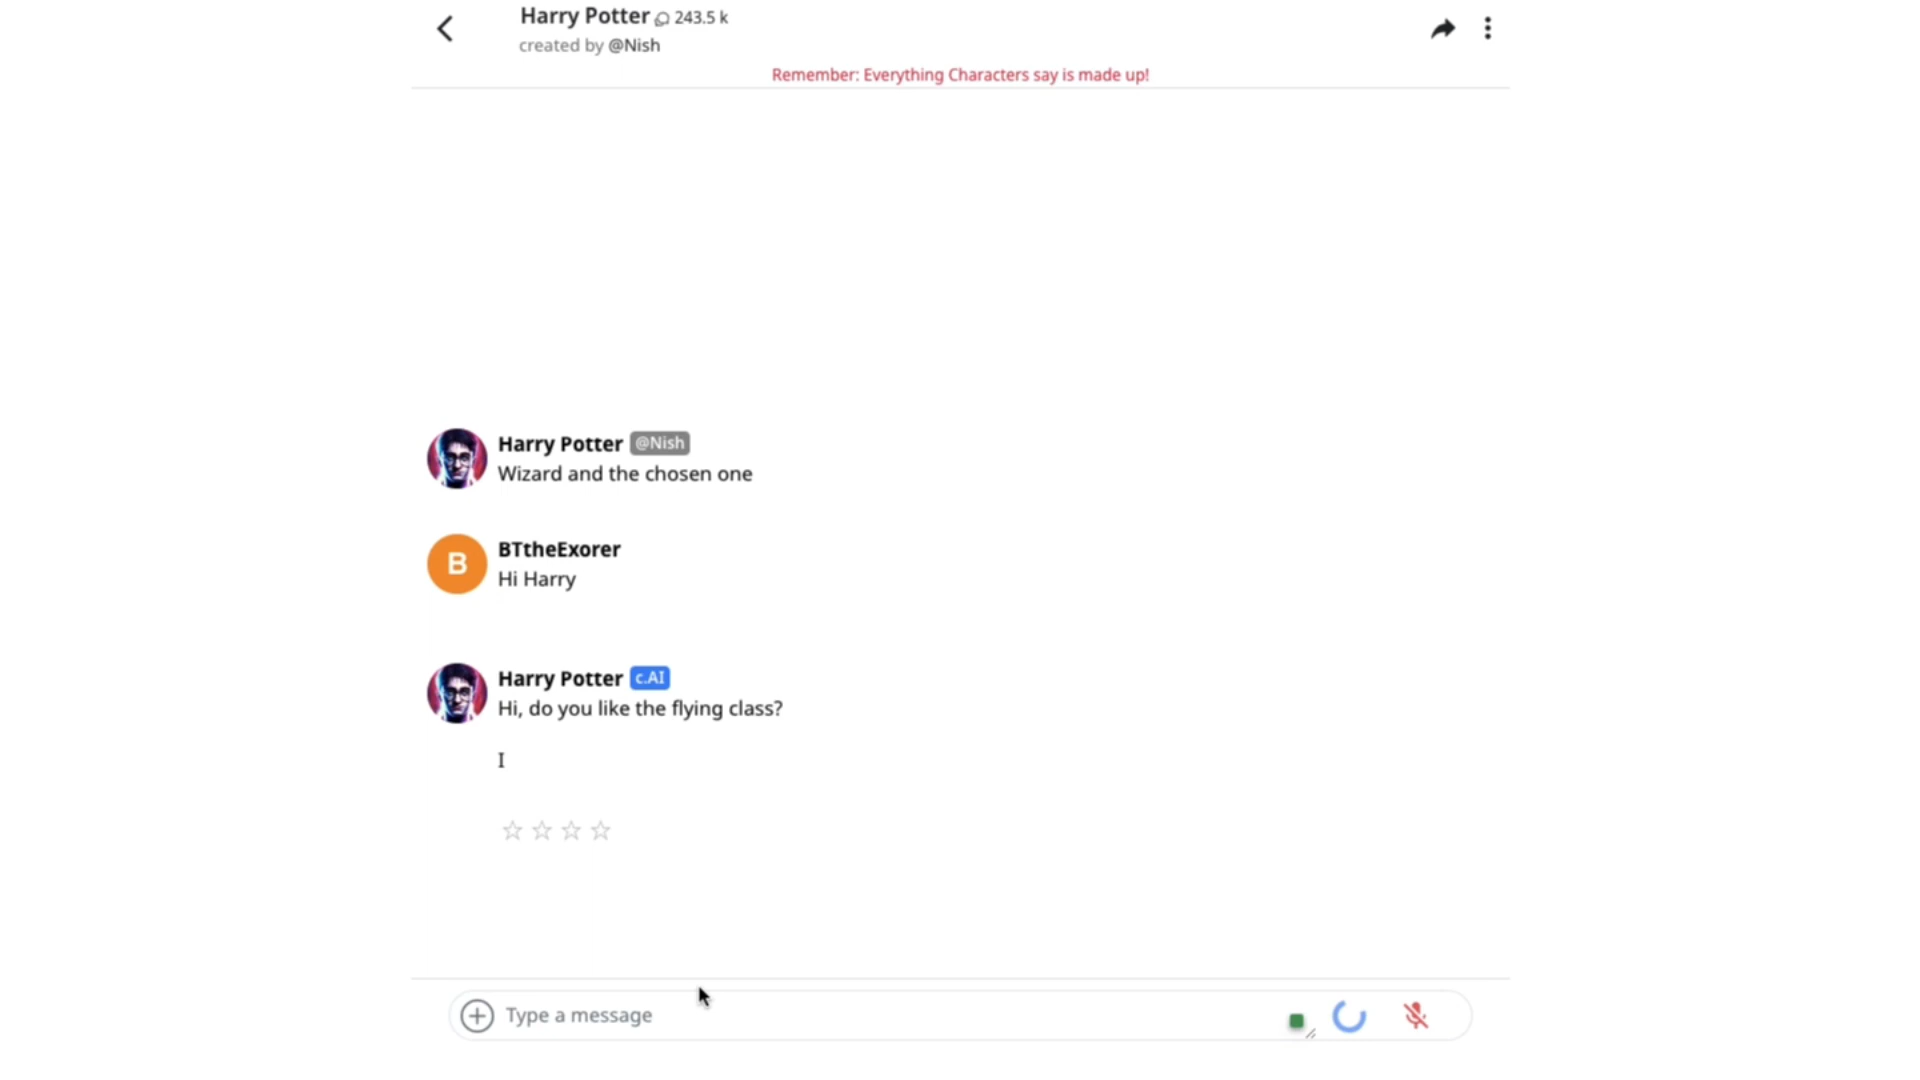 Harry Potter 243.5 k
created by @Nish
Remember: Everything Characters say is made up!
Harry Potter @Nish
Wizard and the chosen one
B
BTtheExorer
Hi Harry
Harry Potter c.AI
Hi, do you like the flying class?
I
Type a message